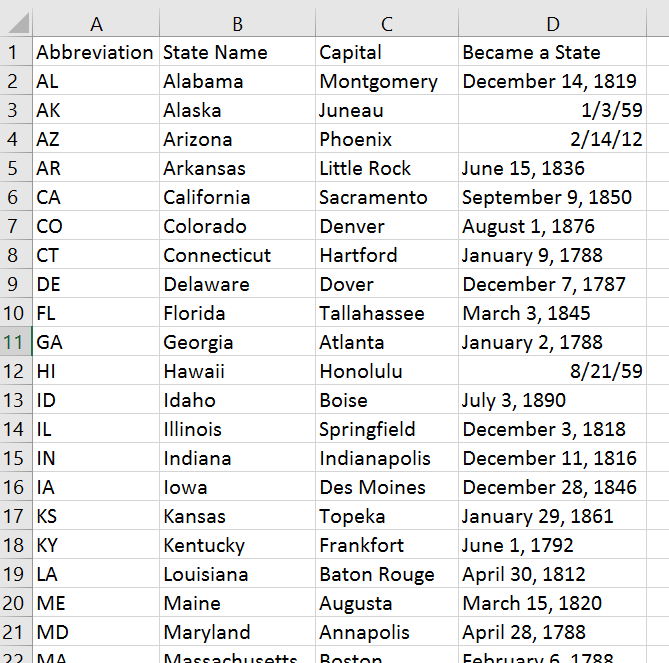 A B C D
1 Abbreviation State Name Capital Became a State
2 AL Alabama Montgomery December 14, 1819
3 AK Alaska Juneau 1/3/59
4 AZ Arizona Phoenix 2/14/12
5 AR Arkansas Little Rock June 15, 1836
6 CA California Sacramento September 9, 1850
7 CO Colorado Denver August 1, 1876
8 CT Connecticut Hartford January 9, 1788
9 DE Delaware Dover December 7, 1787
10 FL Florida Tallahassee March 3, 1845
11 GA Georgia Atlanta January 2, 1788
12 HI Hawaii Honolulu 8/21/59
13 ID Idaho Boise July 3, 1890
14 IL Illinois Springfield December 3, 1818
15 IN Indiana Indianapolis December 11, 1816
16 IA Iowa Des Moines December 28, 1846
17 KS Kansas Topeka January 29, 1861
18 KY Kentucky Frankfort June 1, 1792
19 LA Louisiana Baton Rouge April 30, 1812
20 ME Maine Augusta March 15, 1820
21 MD Maryland Annapolis April 28, 1788
22 MA Massachusetts Boston February 6, 1788